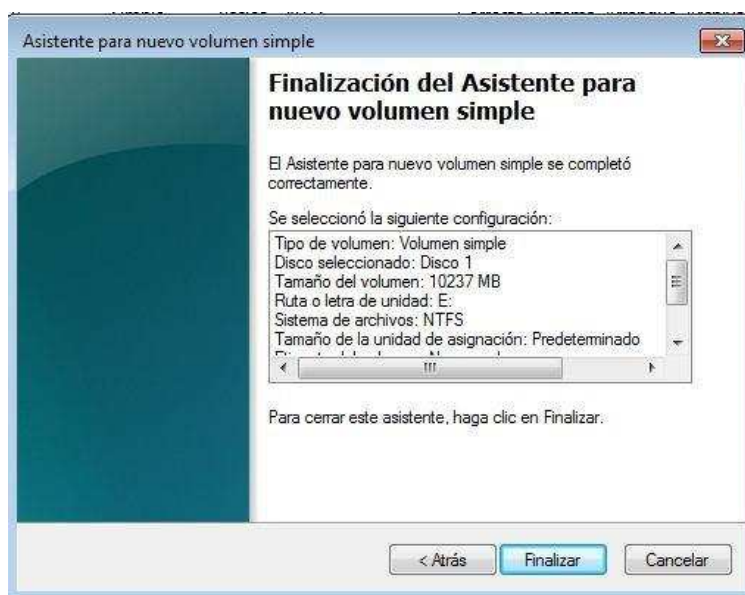 Asistente para nuevo volumen simple
Finalización del Asistente para
nuevo volumen simple
El Asistente para nuevo volumen simple se completó
correctamente.
Se seleccionó la siguiente configuración:
Tipo de volumen: Volumen simple
Disco seleccionado: Disco 1
Tamaño del volumen: 10237 MB
Ruta o letra de unidad: E:
Sistema de archivos: NTFS
Tamaño de la unidad de asignación: Predeterminado
Para cerrar este asistente, haga clic en Finalizar.
< Atrás
Finalizar
Cancelar